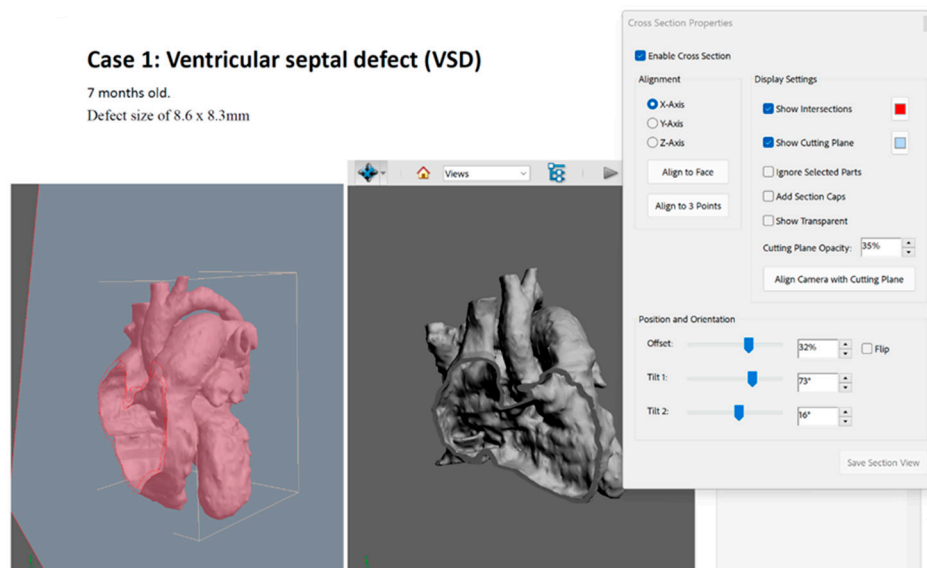 Case 1: Ventricular septal defect (VSD)
7 months old.
Defect size of 8.6 x 8.3mm
Views
Cross Section Properties
Enable Cross Section
Alignment
X-Axis
Y-Axis
Z-Axis
Align to Face
Align to 3 Points
Display Settings
Show Intersections
Show Cutting Plane
Ignore Selected Parts
Add Section Caps
Show Transparent
Cutting Plane Opacity: 35%
Align Camera with Cutting Plane
Position and Orientation
Offset: 32% Flip
Tilt 1: 73°
Tilt 2: 16°
Save Section View